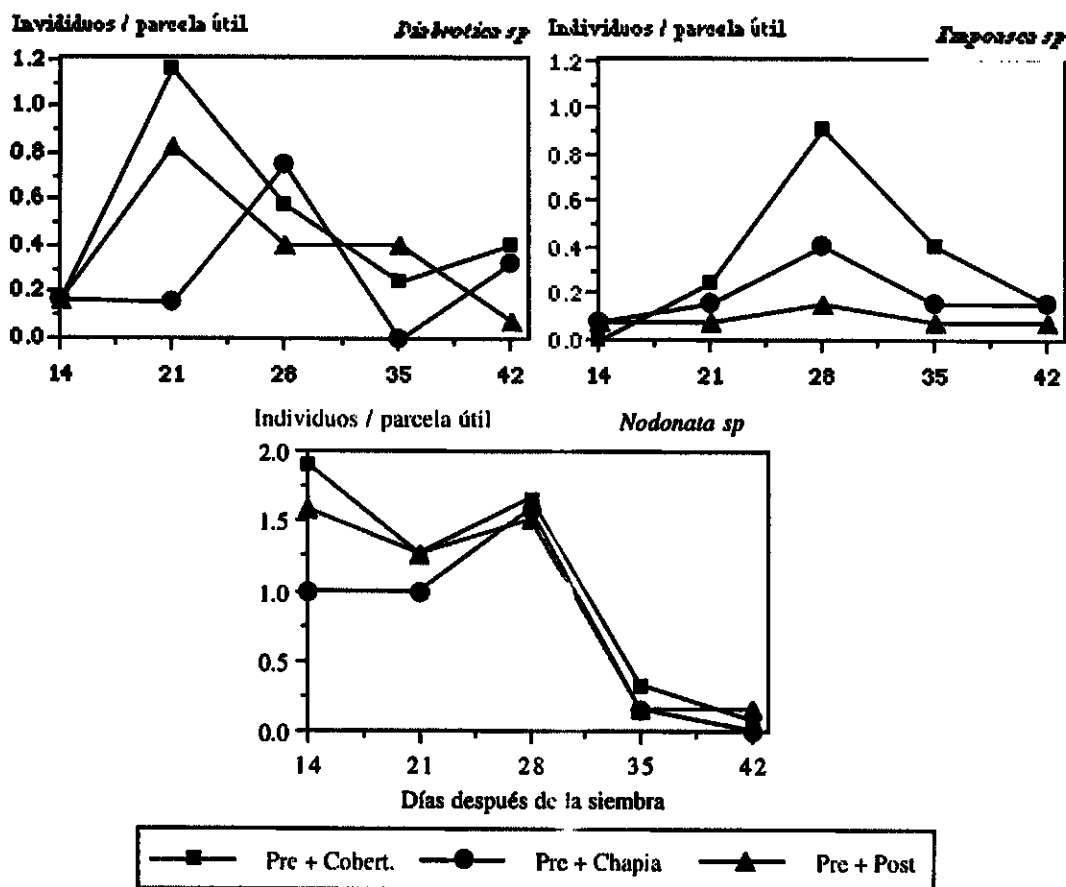 Invididuos / parcela útil
Diabrotica sp
1.2
1.0
0.8
0.6
0.4
0.2
0.0
14 21 28 35 42
Individuos / parcela útil
Empoasca sp
1.2
1.0
0.8
0.6
0.4
0.2
0.0
14 21 28 35 42
Individuos / parcela útil
Nodonata sp
2.0
1.5
1.0
0.5
0.0
14 21 28 35 42
Días después de la siembra
Pre + Cobert. Pre + Chapia Pre + Post